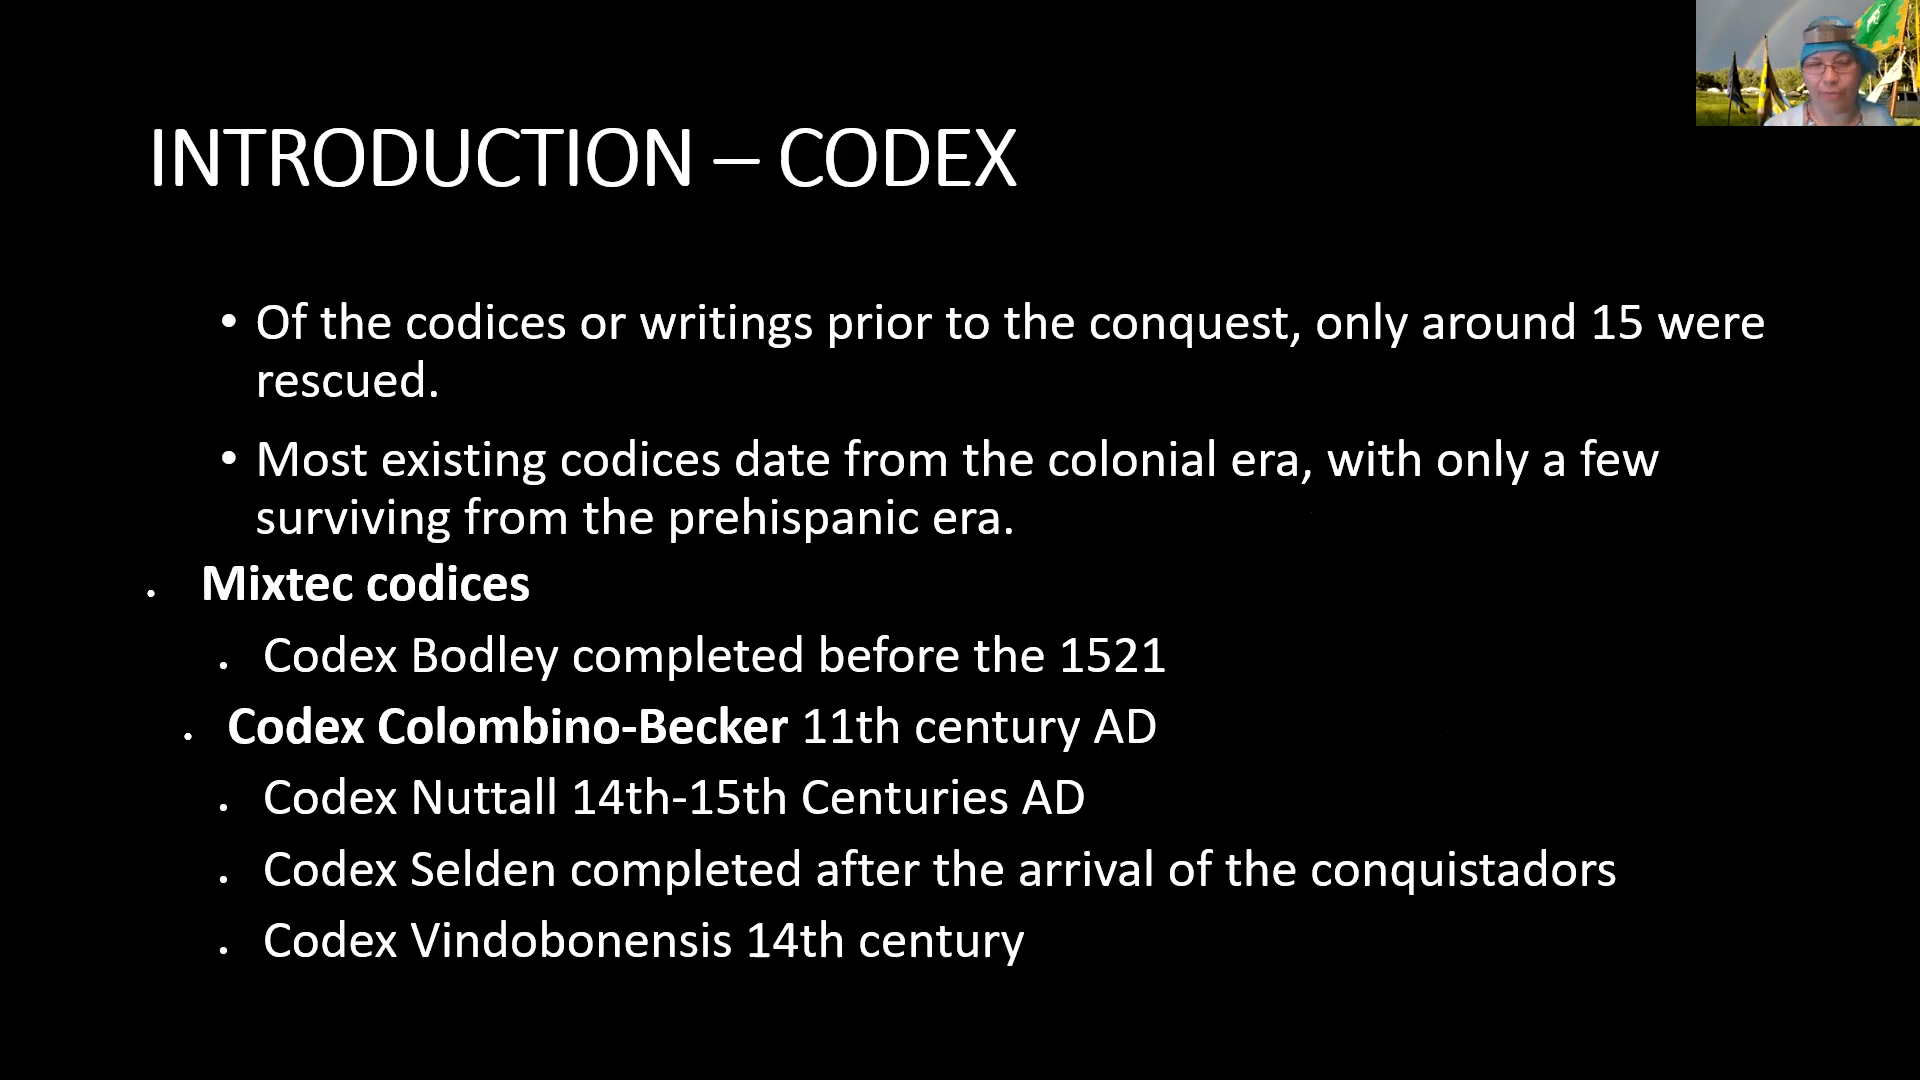 INTRODUCTION – CODEX
• Of the codices or writings prior to the conquest, only around 15 were
rescued.
• Most existing codices date from the colonial era, with only a few
surviving from the prehispanic era.
• Mixtec codices
• Codex Bodley completed before the 1521
• Codex Colombino-Becker 11th century AD
• Codex Nuttall 14th-15th Centuries AD
• Codex Selden completed after the arrival of the conquistadors
• Codex Vindobonensis 14th century